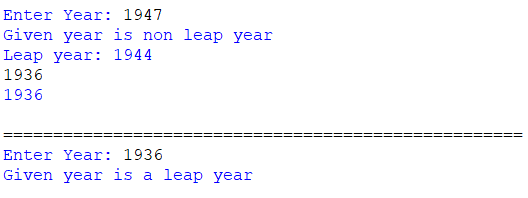 Enter Year: 1947
Given year is non leap year
Leap year: 1944
1936
1936
====================================================
Enter Year: 1936
Given year is a leap year